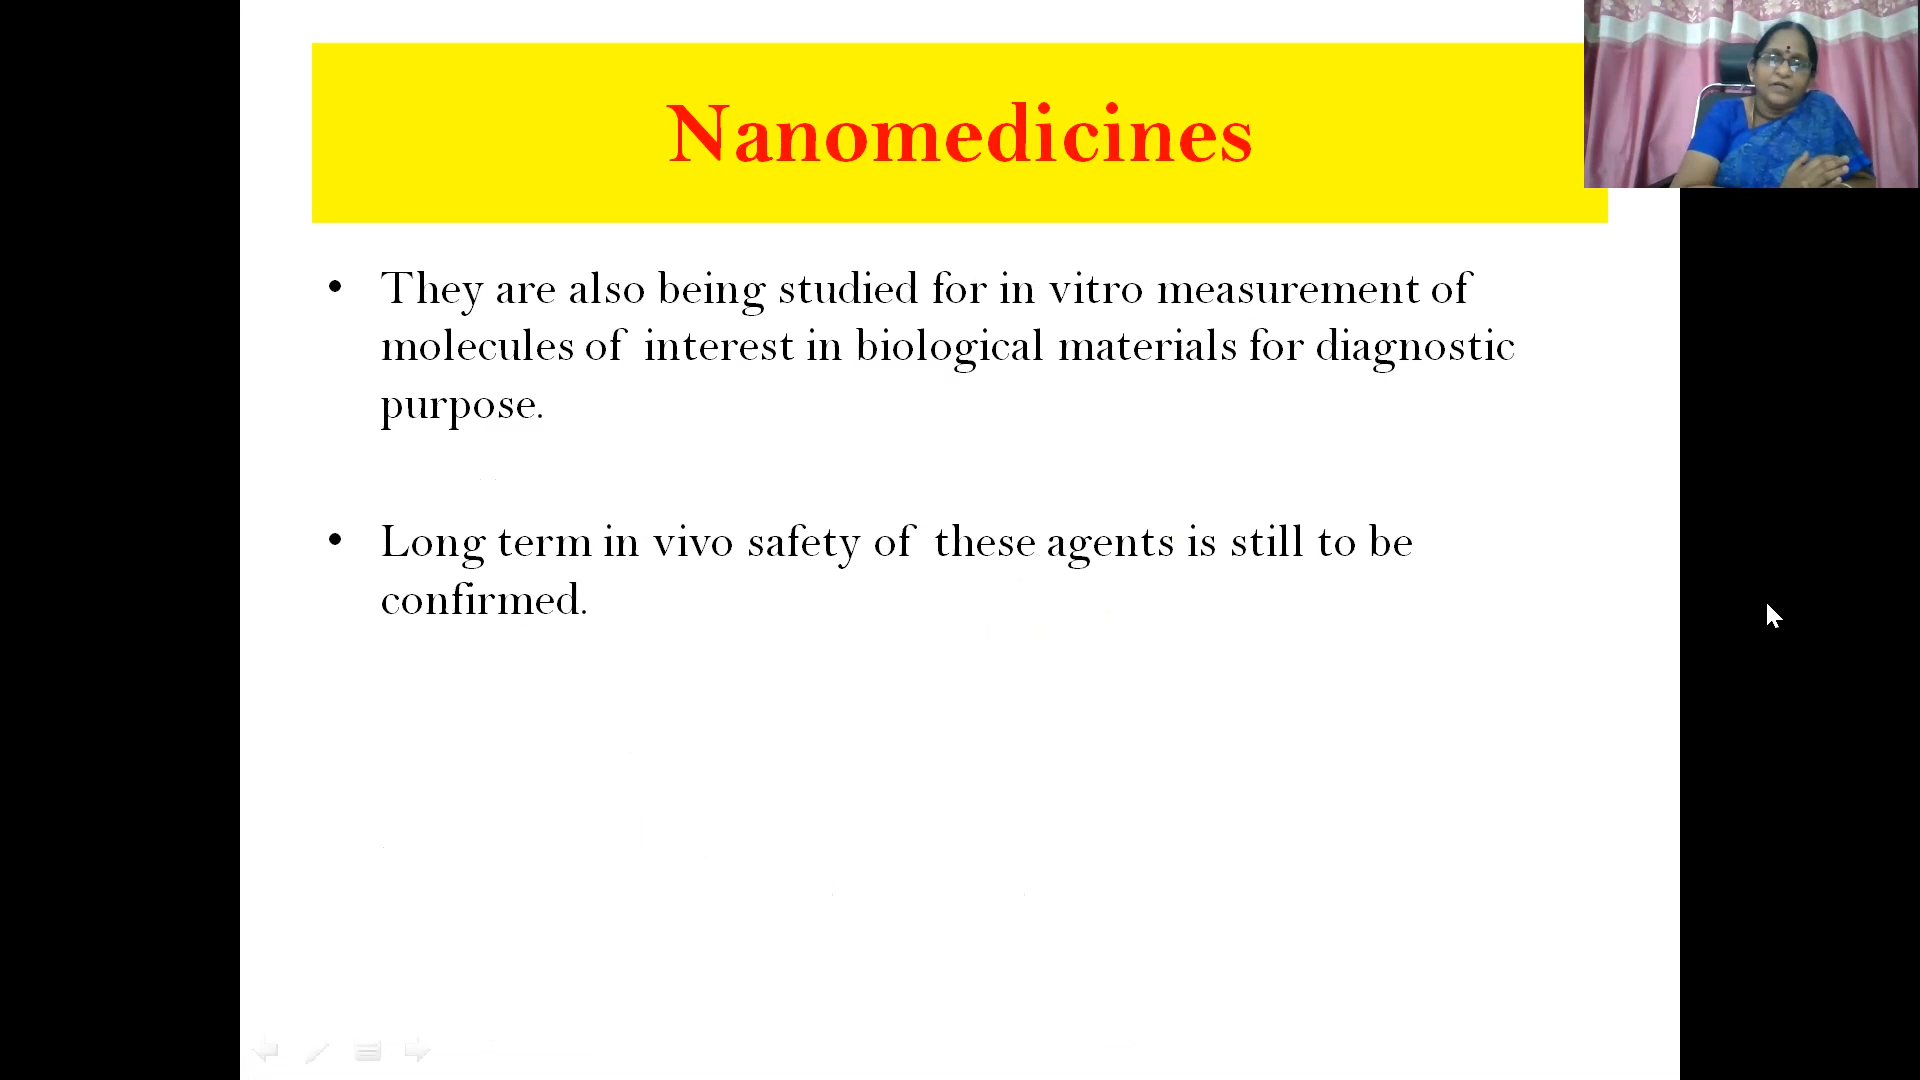 Nanomedicines
• They are also being studied for in vitro measurement of
molecules of interest in biological materials for diagnostic
purpose.
• Long term in vivo safety of these agents is still to be
confirmed.